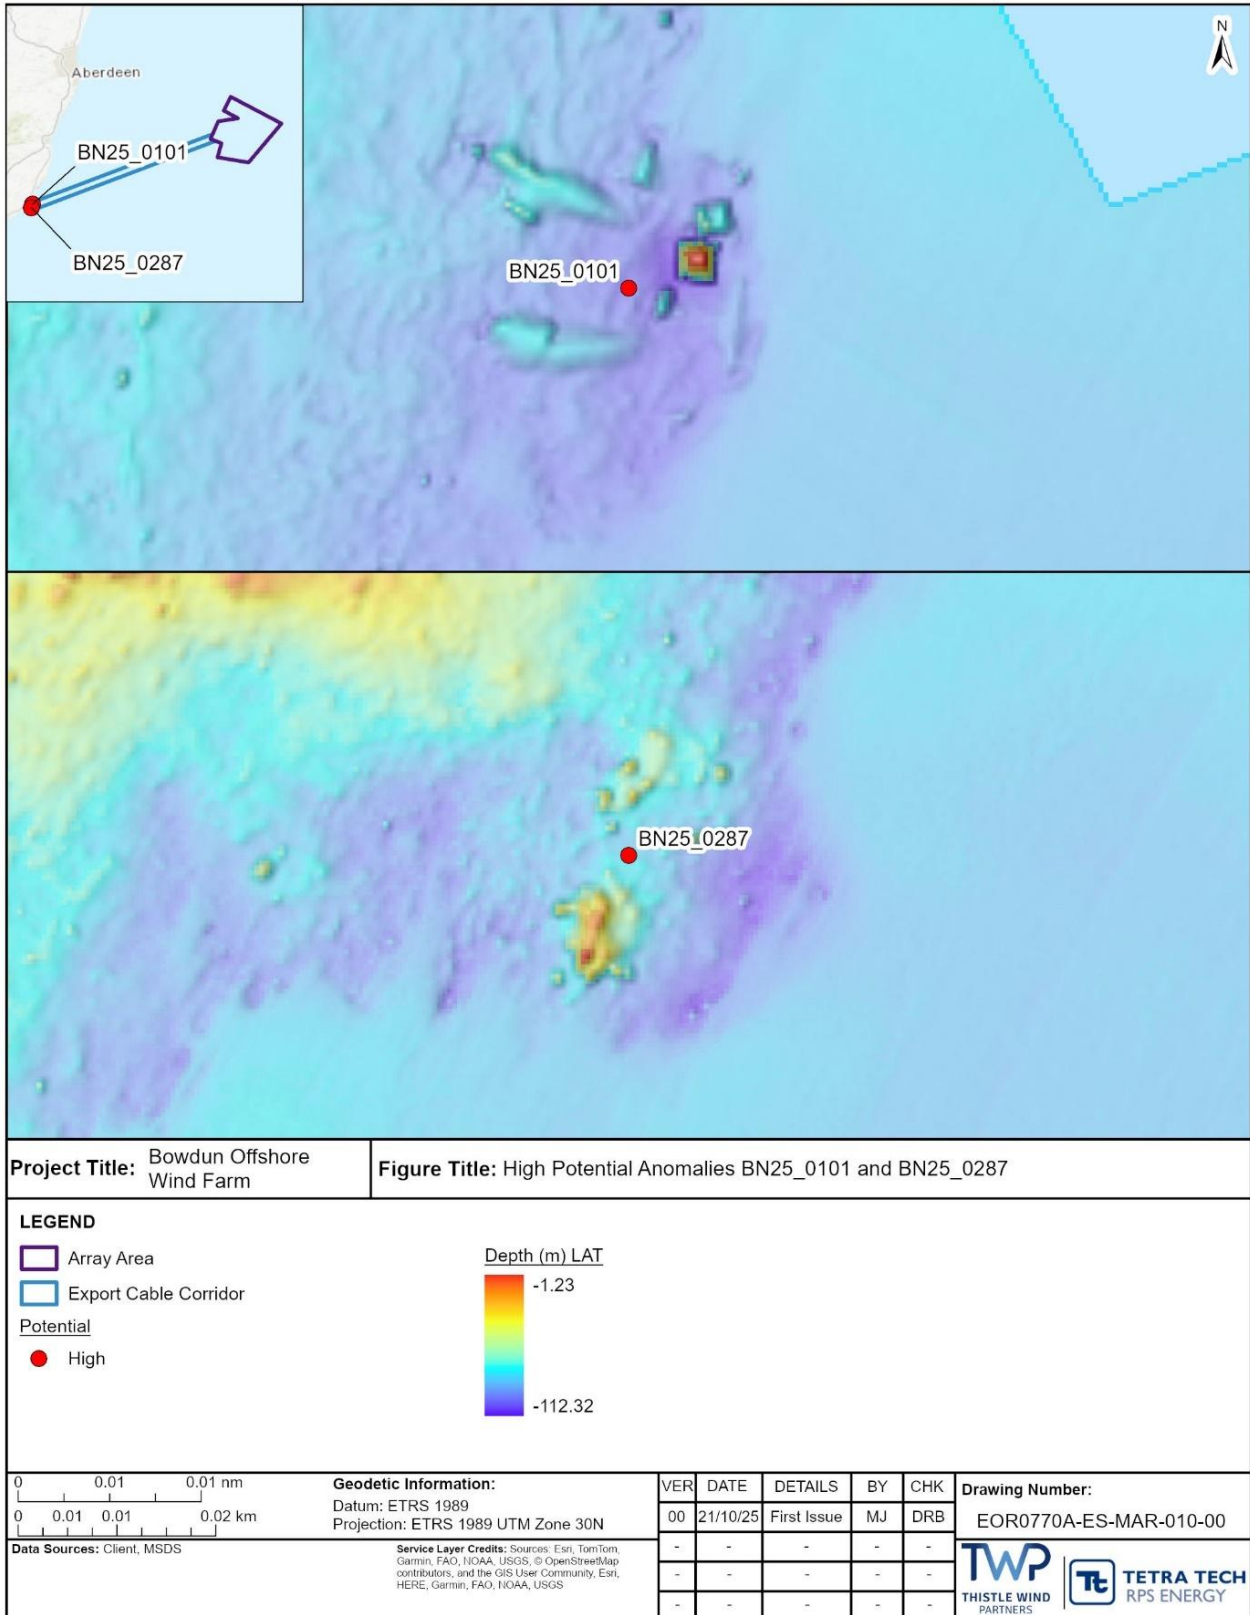 N
Aberdeen
BN25_0101
BN25_0287
BN25_0101
BN25_0287
Project Title: Bowdun Offshore
Wind Farm
Figure Title: High Potential Anomalies BN25_0101 and BN25_0287
LEGEND
Array Area
Export Cable Corridor
Potential
High
Depth (m) LAT
-1.23
-112.32
0 0.01 0.01 nm
0 0.01 0.01 0.02 km
Geodetic Information:
Datum: ETRS 1989
Projection: ETRS 1989 UTM Zone 30N
Data Sources: Client, MSDS
Service Layer Credits: Sources: Esri, TomTom,
Garmin, FAO, NOAA, USGS, © OpenStreetMap
contributors, and the GIS User Community, Esri,
HERE, Garmin, FAO, NOAA, USGS
VER DATE DETAILS BY CHK
00 21/10/25 First Issue MJ DRB
- - - - -
- - - - -
- - - - -
Drawing Number:
EOR0770A-ES-MAR-010-00
TWP
THISTLE WIND
PARTNERS
Tt TETRA TECH
RPS ENERGY